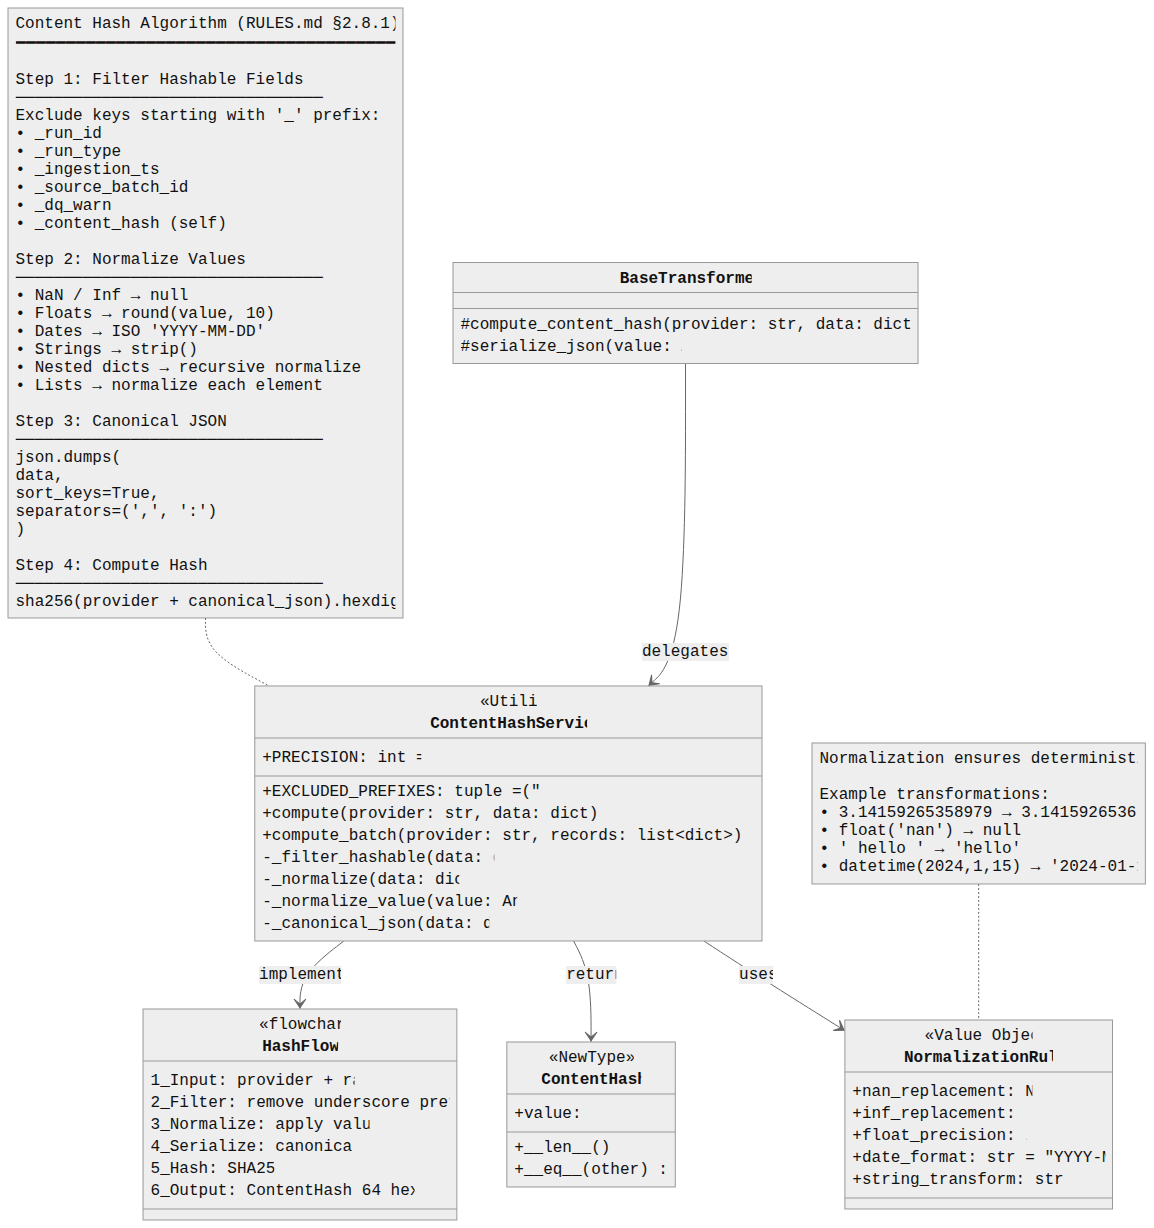 Content Hash Algorithm (RULES.md §2.8.1)
Step 1: Filter Hashable Fields
Exclude keys starting with '_' prefix:
• _run_id
• _run_type
• _ingestion_ts
• _source_batch_id
• _dq_warn
• _content_hash (self)
Step 2: Normalize Values
• NaN / Inf → null
• Floats → round(value, 10)
• Dates → ISO 'YYYY-MM-DD'
• Strings → strip()
• Nested dicts → recursive normalize
• Lists → normalize each element
Step 3: Canonical JSON
json.dumps(
data,
sort_keys=True,
separators=(',', ':')
)
Step 4: Compute Hash
sha256(provider + canonical_json).hexdig
BaseTransforme
#compute_content_hash(provider: str, data: dict
#serialize_json(value:
delegates
«Utili
ContentHashServic
+PRECISION: int =
+EXCLUDED_PREFIXES: tuple =("
+compute(provider: str, data: dict)
+compute_batch(provider: str, records: list<dict>)
-_filter_hashable(data:
-_normalize(data: dic
-_normalize_value(value: An
-_canonical_json(data: d
Normalization ensures determinist
Example transformations:
• 3.14159265358979 → 3.1415926536
• float('nan') → null
• ' hello ' → 'hello'
• datetime(2024,1,15) → '2024-01-
implement
return
uses
«flowchar
HashFlow
1_Input: provider + ra
2_Filter: remove underscore pre
3_Normalize: apply valu
4_Serialize: canonica
5_Hash: SHA25
6_Output: ContentHash 64 hex
«NewType»
ContentHash
+value:
+__len__()
+__eq__(other) :
«Value Objec
NormalizationRul
+nan_replacement: N
+inf_replacement:
+float_precision:
+date_format: str = "YYYY-M
+string_transform: str